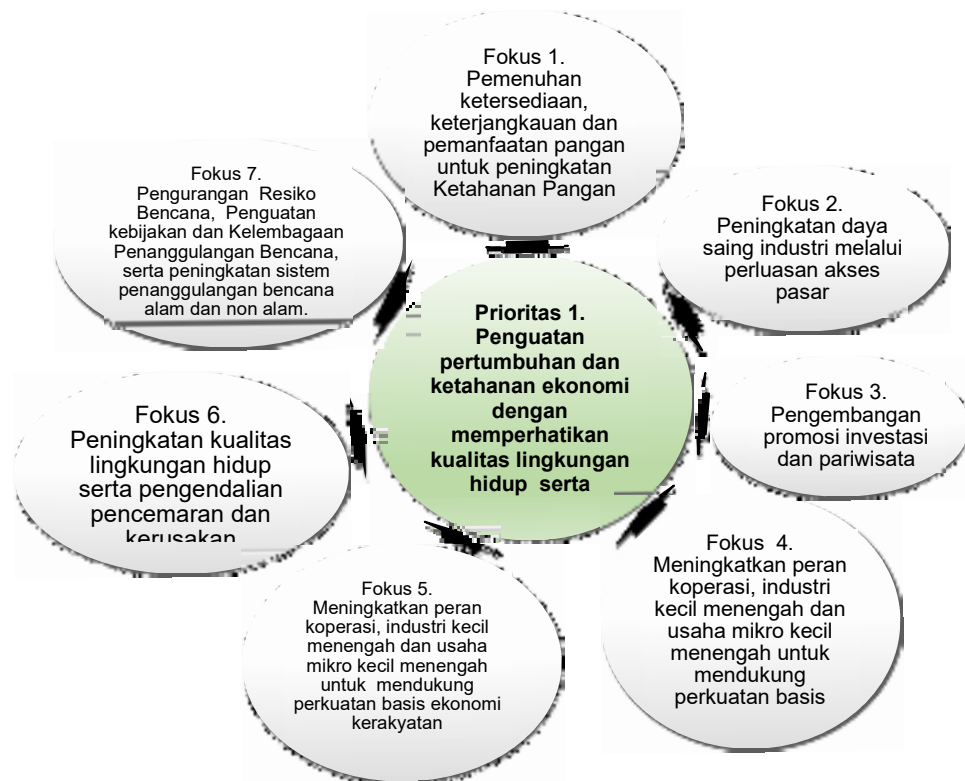 Fokus 1.
Pemenuhan
ketersediaan,
keterjangkauan dan
pemanfaatan pangan
untuk peningkatan
Ketahanan Pangan
Fokus 2.
Peningkatan daya
saing industri melalui
perluasan akses
pasar
Fokus 3.
Pengembangan
promosi investasi
dan pariwisata
Fokus 4.
Meningkatkan peran
koperasi, industri
kecil menengah dan
usaha mikro kecil
menengah untuk
mendukung
perkuatan basis
Fokus 5.
Meningkatkan peran
koperasi, industri kecil
menengah dan usaha
mikro kecil menengah
untuk mendukung
perkuatan basis ekonomi
kerakyatan
Fokus 6.
Peningkatan kualitas
lingkungan hidup
serta pengendalian
pencemaran dan
kerusakan
Fokus 7.
Pengurangan Resiko
Bencana, Penguatan
kebijakan dan Kelembagaan
Penanggulangan Bencana,
serta peningkatan sistem
penanggulangan bencana
alam dan non alam.
Prioritas 1.
Penguatan
pertumbuhan dan
ketahanan ekonomi
dengan
memperhatikan
kualitas lingkungan
hidup serta